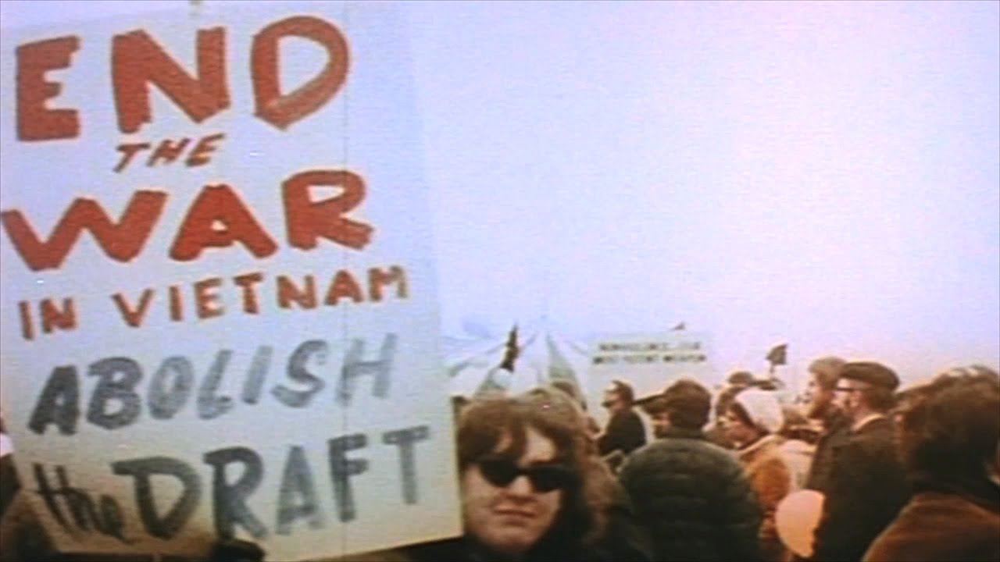 END
THE
WAR
IN VIETNAM
ABOLISH
the DRAFT